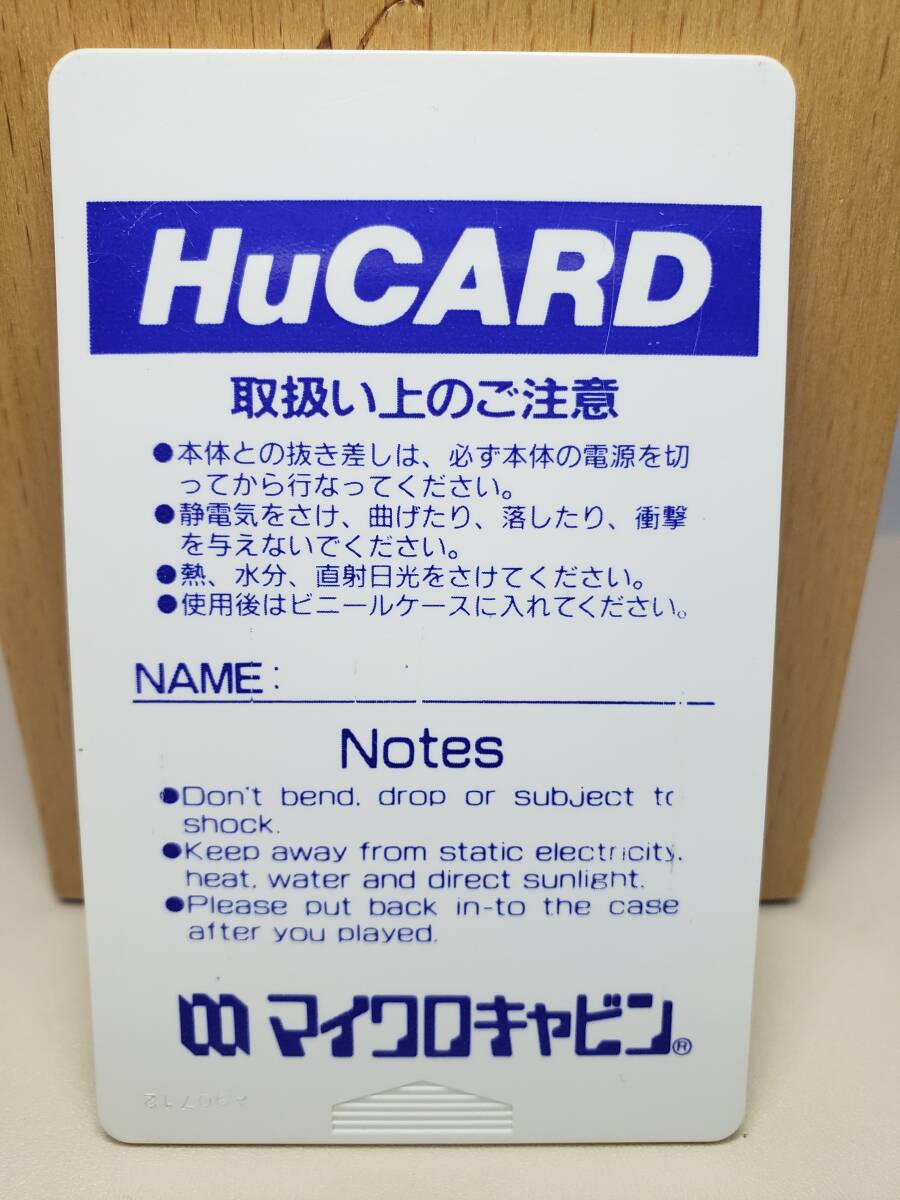 HuCARD
取扱い上のご注意
●本体との抜き差しは、必ず本体の電源を切
ってから行なってください。
●静電気をさけ、曲げたり、落したり、衝撃
を与えないでください。
●熱、水分、直射日光をさけてください。
●使用後はビニールケースに入れてください。
NAME:
Notes
●Don't bend. drop or subject to
shock.
●Keep away from static electricity.
heat. water and direct sunlight.
●Please put back in-to the case
after you played.
マイクロキャビン®